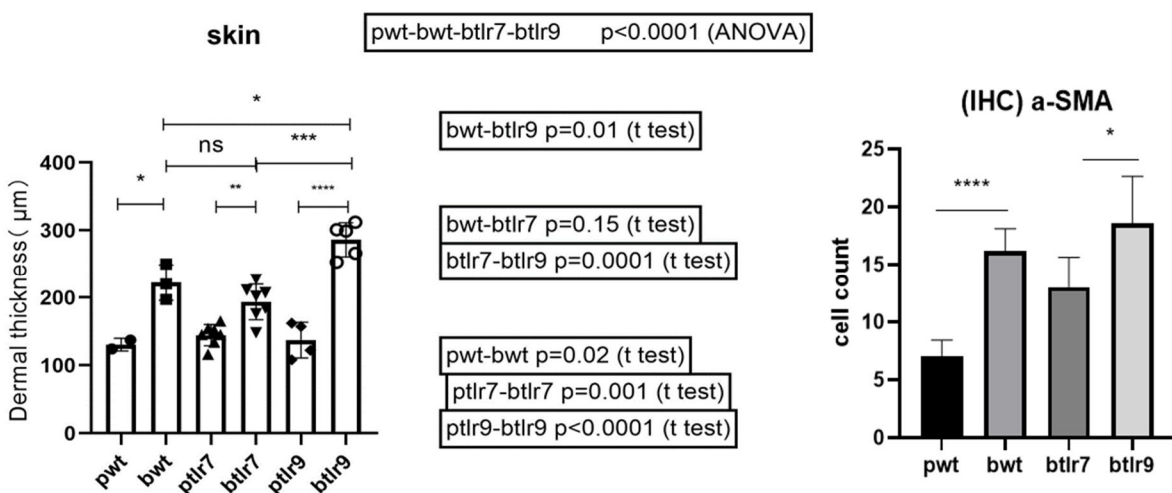 skin
pwt-bwt-btlr7-btlr9 p<0.0001 (ANOVA)
*
ns
***
*
**
****
400
300
200
100
0
Dermal thickness( μm)
pwt
bwt
ptlr7
btlr7
ptlr9
btlr9
bwt-btlr9 p=0.01 (t test)
bwt-btlr7 p=0.15 (t test)
btlr7-btlr9 p=0.0001 (t test)
pwt-bwt p=0.02 (t test)
ptlr7-btlr7 p=0.001 (t test)
ptlr9-btlr9 p<0.0001 (t test)
(IHC) a-SMA
*
****
25
20
15
10
5
0
cell count
pwt
bwt
btlr7
btlr9